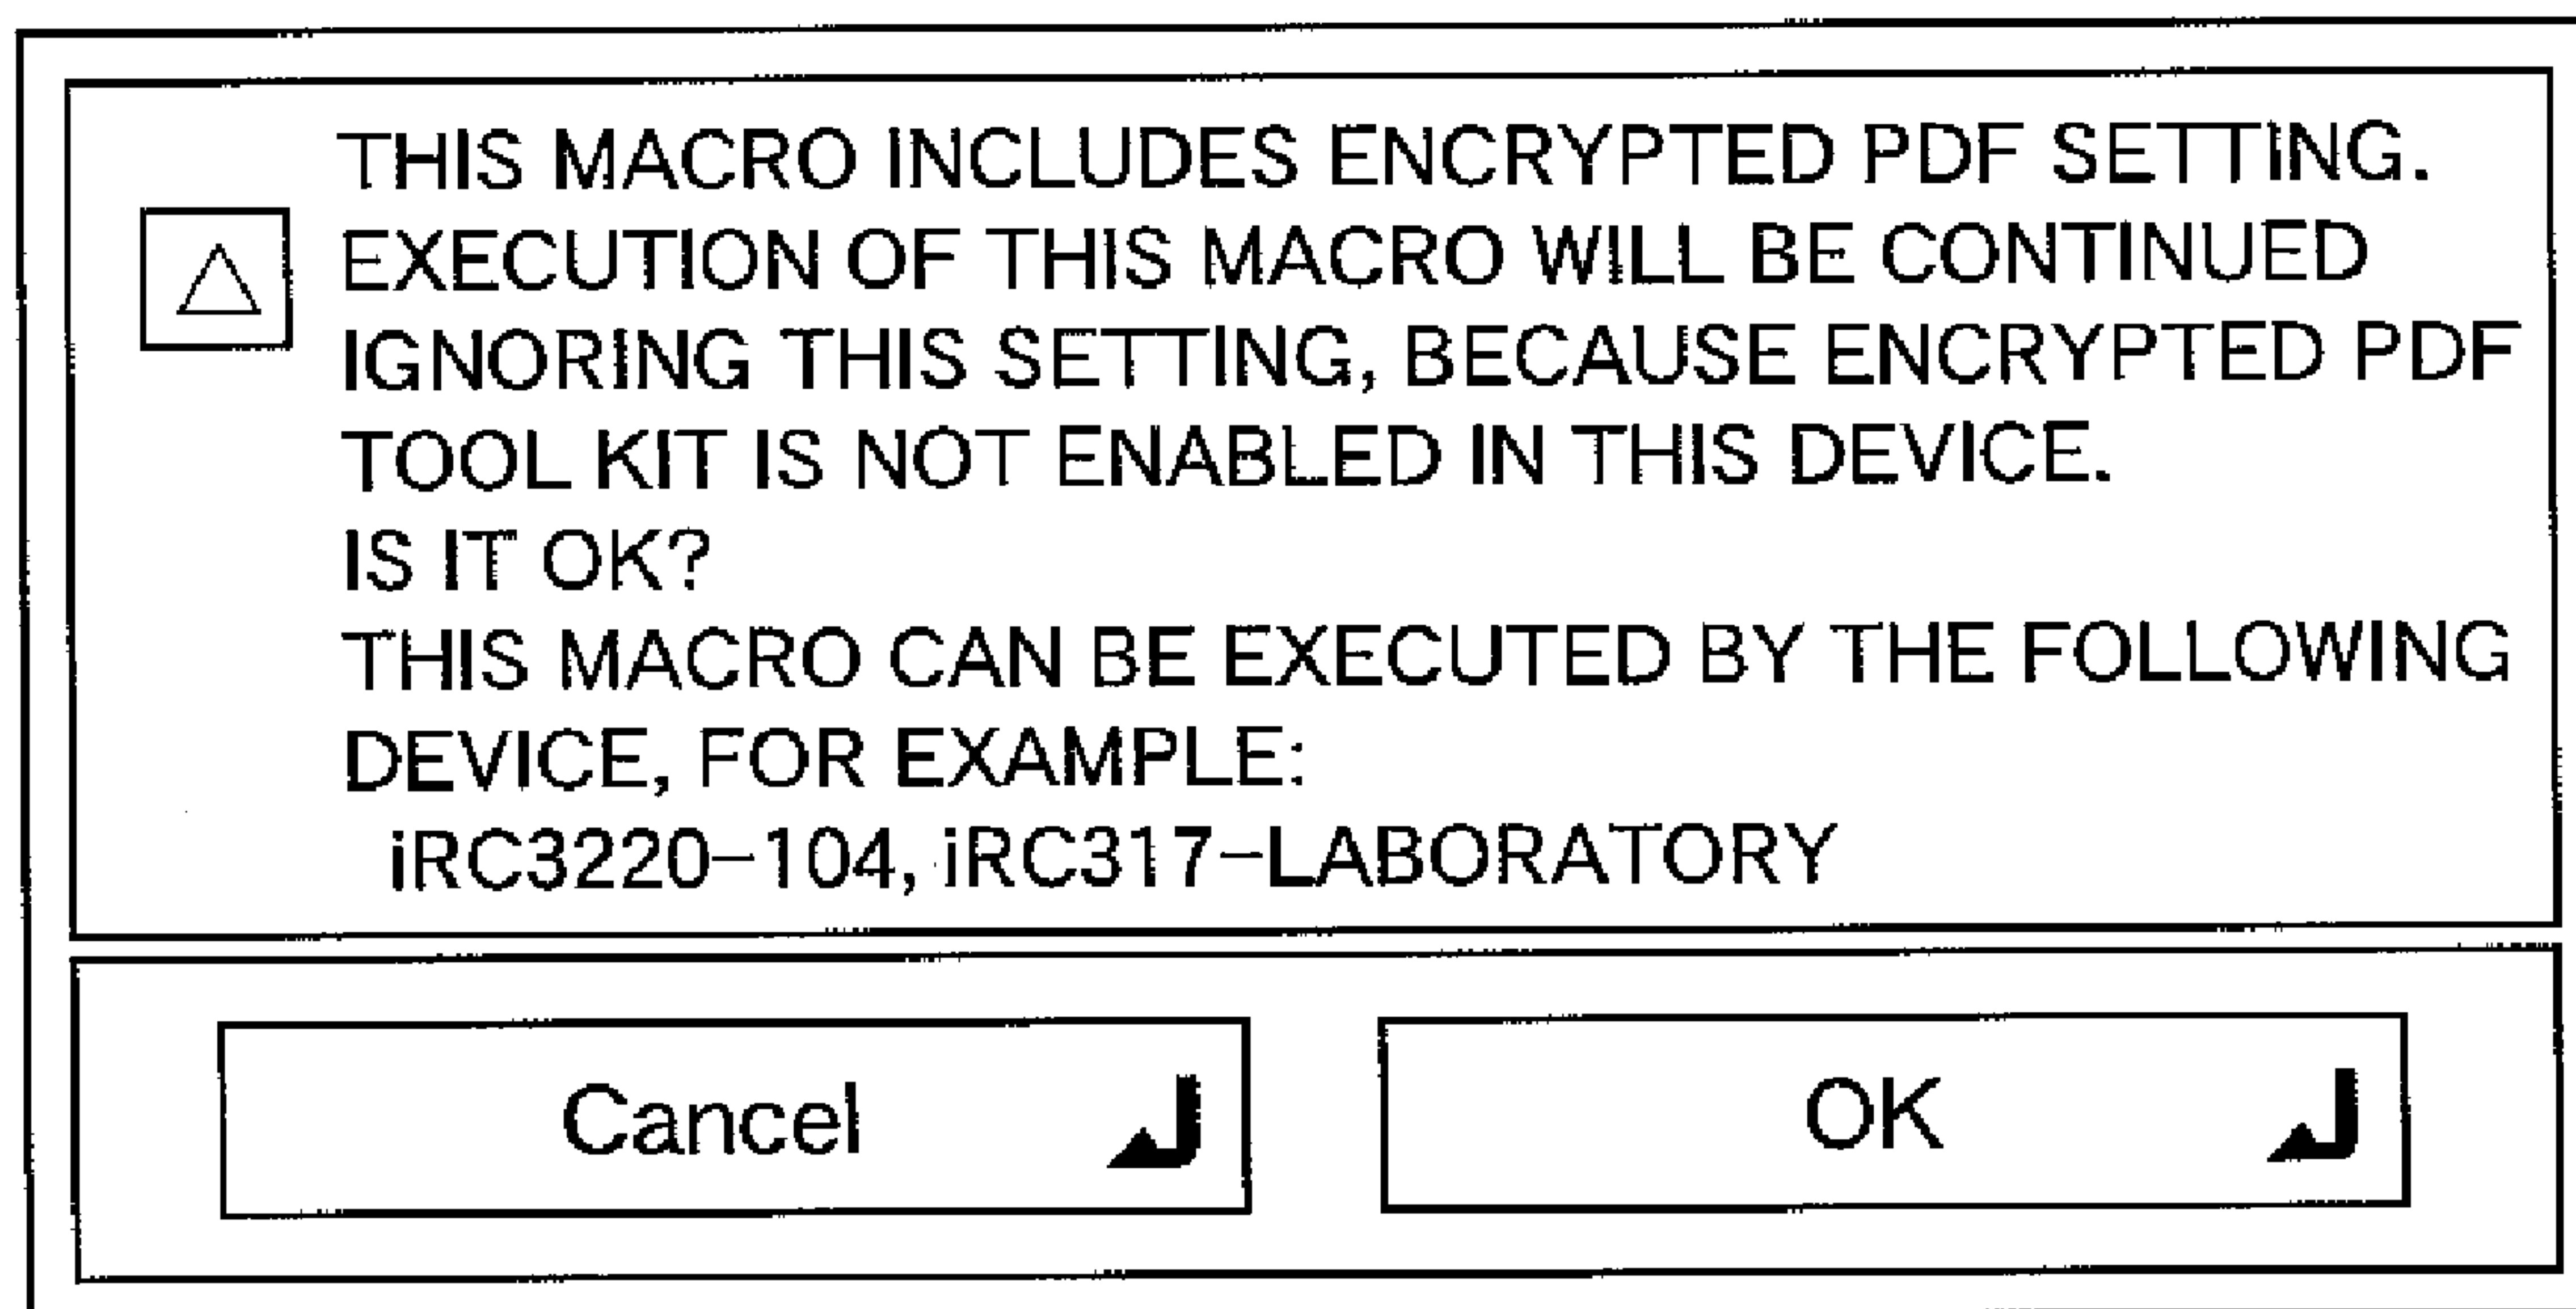 THIS MACRO INCLUDES ENCRYPTED PDF SETTING.
EXECUTION OF THIS MACRO WILL BE CONTINUED
IGNORING THIS SETTING, BECAUSE ENCRYPTED PDF
TOOL KIT IS NOT ENABLED IN THIS DEVICE.
IS IT OK?
THIS MACRO CAN BE EXECUTED BY THE FOLLOWING
DEVICE, FOR EXAMPLE:
iRC3220-104, iRC317-LABORATORY
Cancel
OK